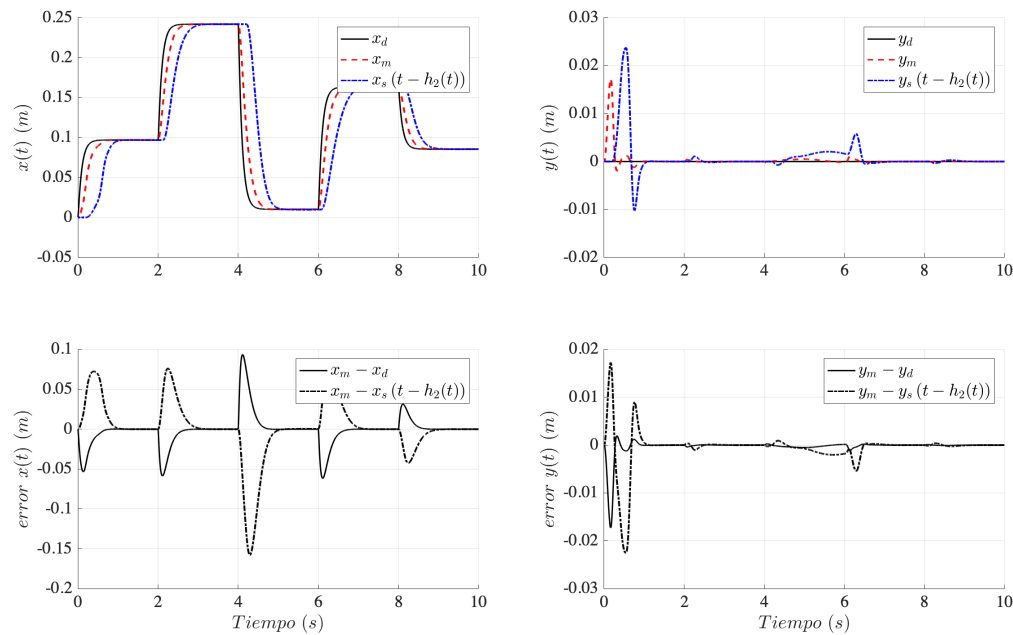 0.25
0.2
0.15
0.1
0.05
0
-0.05
x(t) (m)
0 2 4 6 8 10
x_d
x_m
x_s (t − h_2(t))
0.03
0.02
0.01
0
-0.01
-0.02
y(t) (m)
0 2 4 6 8 10
y_d
y_m
y_s (t − h_2(t))
0.1
0.05
0
-0.05
-0.1
-0.15
-0.2
error x(t) (m)
0 2 4 6 8 10
Tiempo (s)
x_m − x_d
x_m − x_s (t − h_2(t))
0.02
0.01
0
-0.01
-0.02
-0.03
error y(t) (m)
0 2 4 6 8 10
Tiempo (s)
y_m − y_d
y_m − y_s (t − h_2(t))